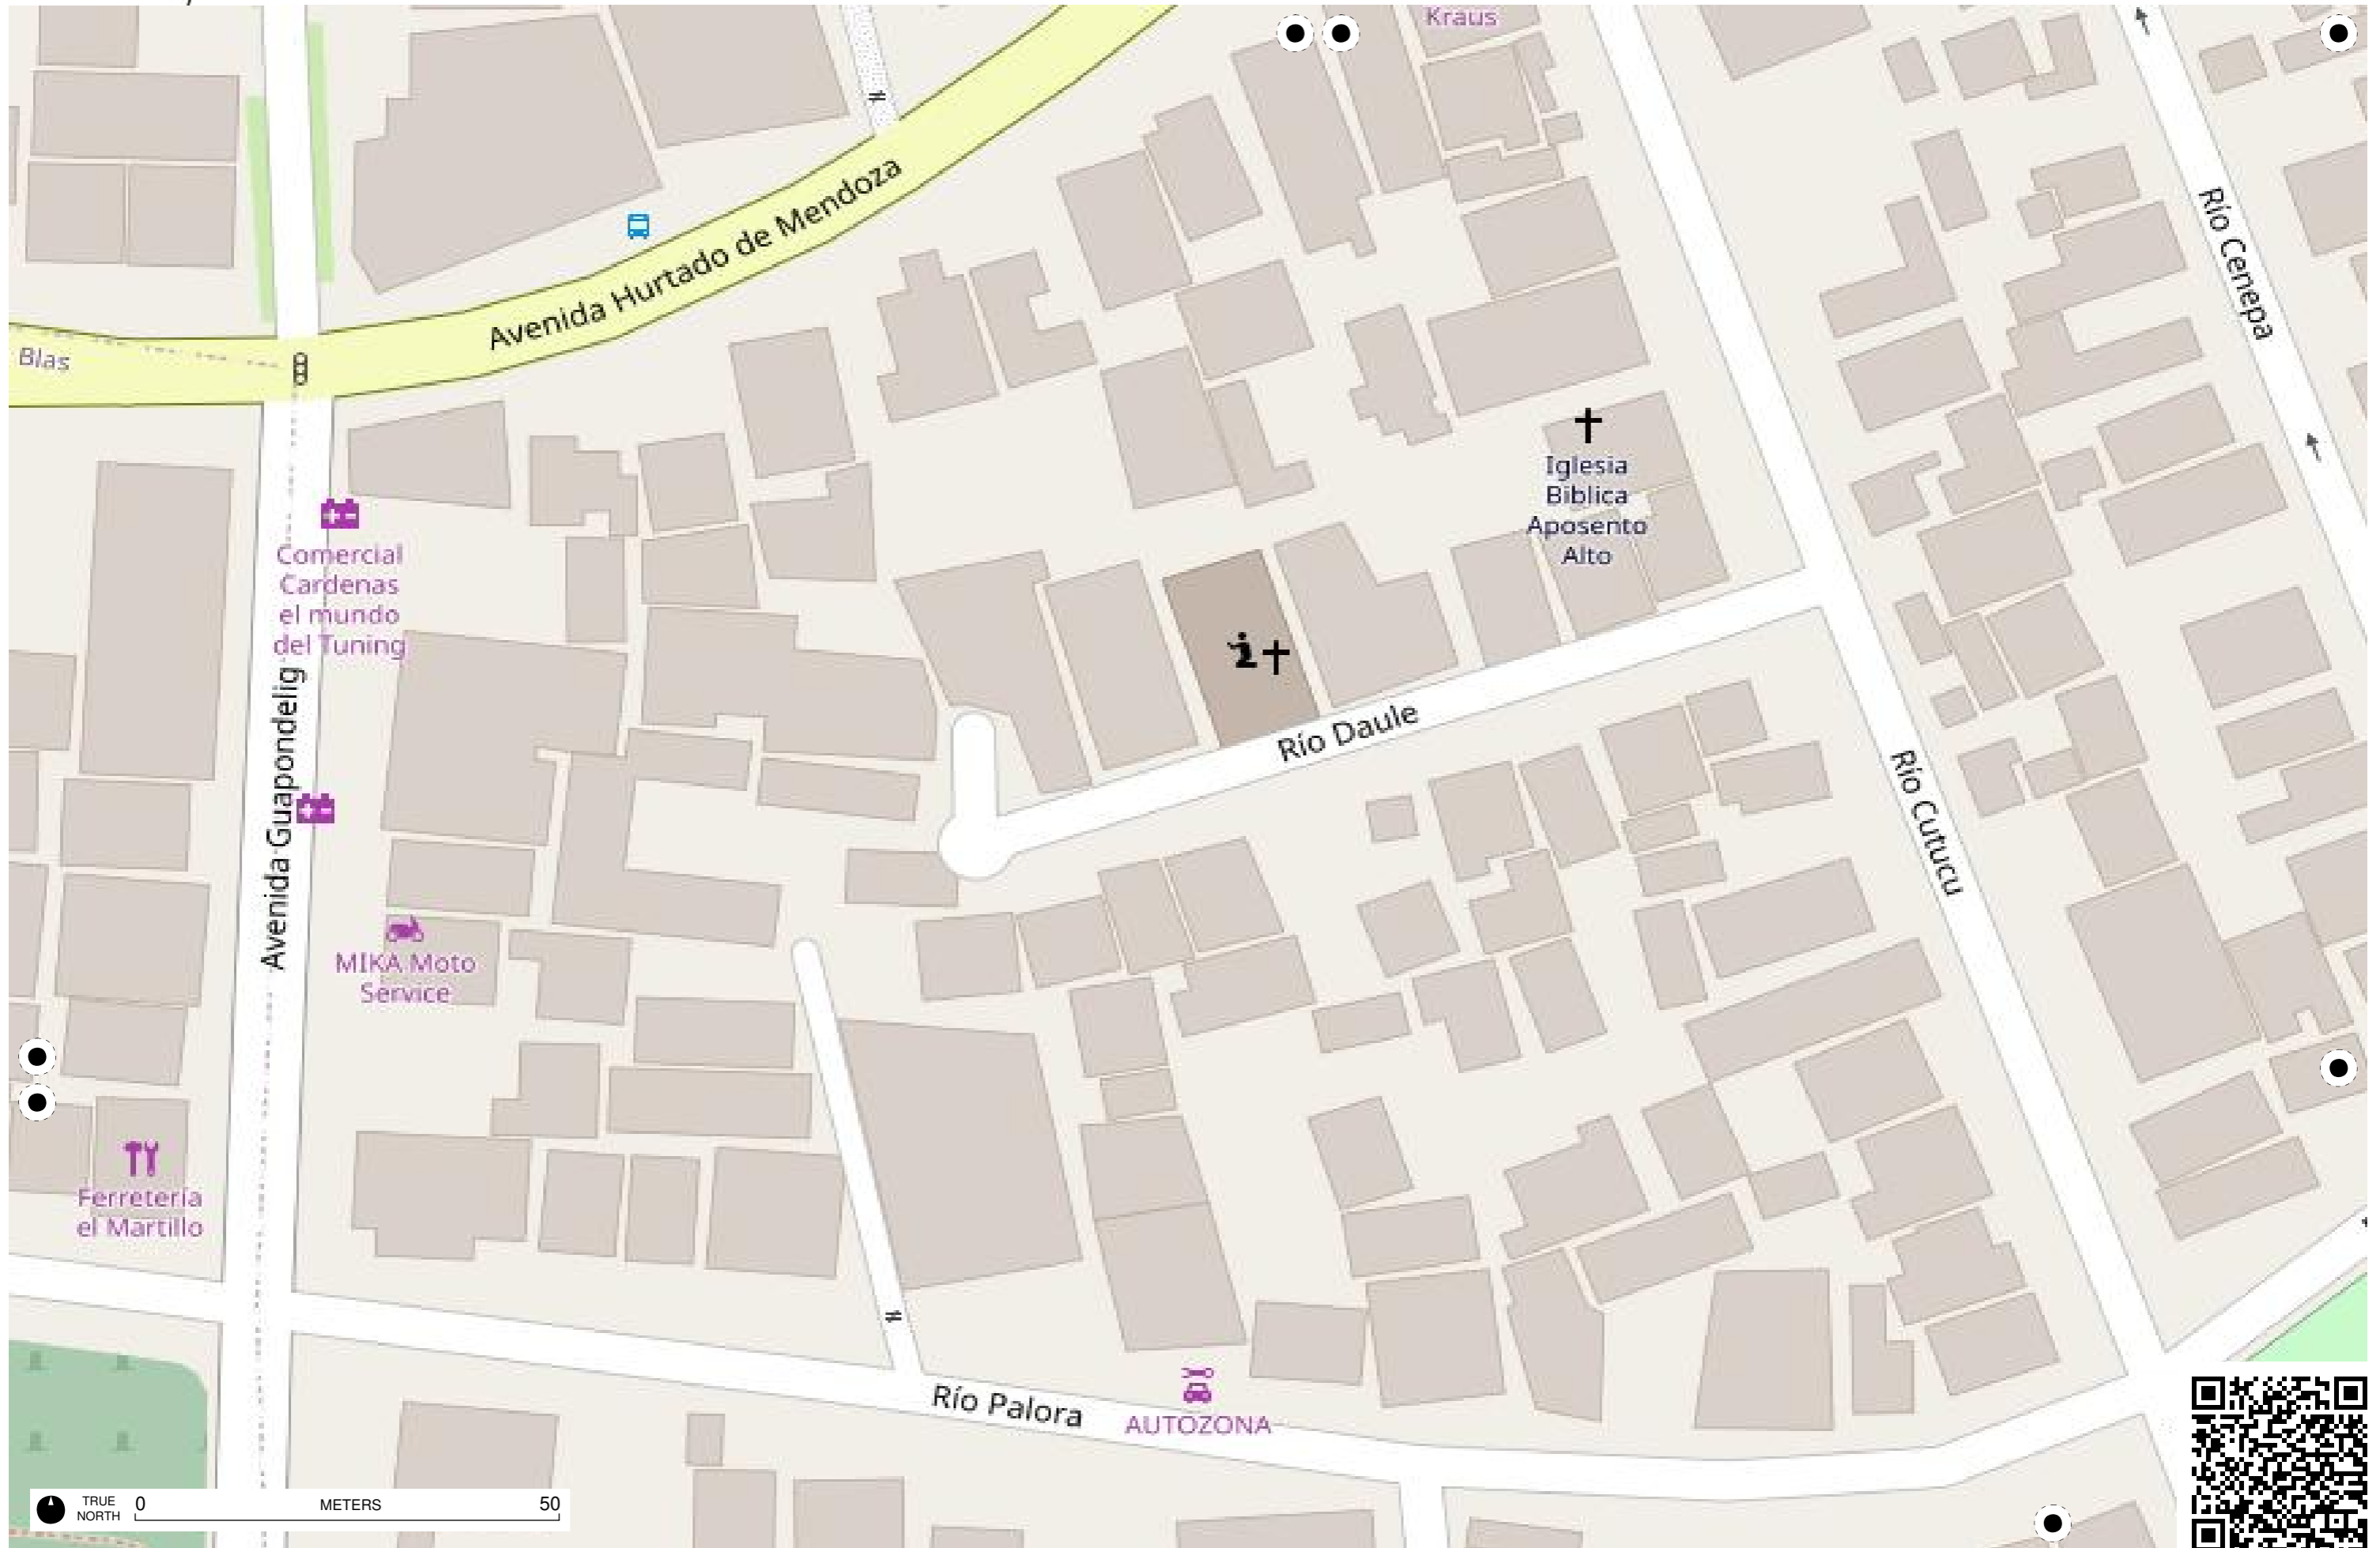 Kraus
Avenida Hurtado de Mendoza
Río Cenepa
Blas
Iglesia
Biblica
Aposento
Alto
Comercial
Cardenas
el mundo
del Tuning
Avenida Guapondelig
Río Daule
Río Cutucu
MIKA Moto
Service
Ferretería
el Martillo
Río Palora
AUTOZONA
TRUE
NORTH
0
METERS
50